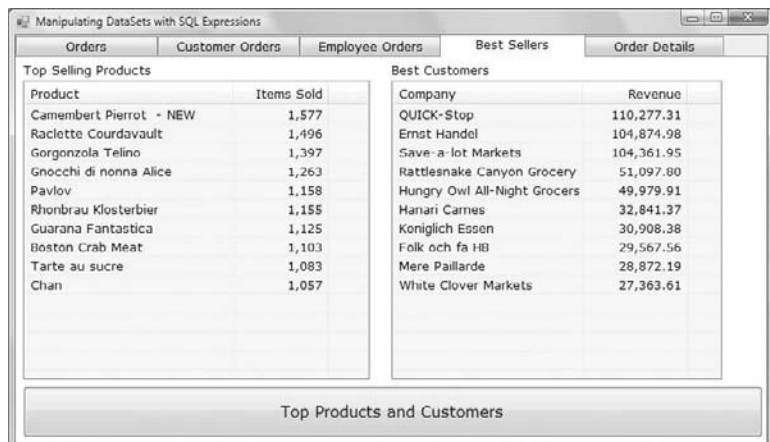 Manipulating DataSets with SQL Expressions
Orders Customer Orders Employee Orders Best Sellers Order Details
Top Selling Products
Product Items Sold
Camembert Pierrot - NEW 1,577
Raclette Courdavault 1,496
Gorgonzola Telino 1,397
Gnocchi di nonna Alice 1,263
Pavlov 1,158
Rhonbrau Klosterbier 1,155
Guarana Fantastica 1,125
Boston Crab Meat 1,103
Tarte au sucre 1,083
Chan 1,057
Best Customers
Company Revenue
QUICK-Stop 110,277.31
Ernst Handel 104,874.98
Save-a-lot Markets 104,361.95
Rattlesnake Canyon Grocery 51,097.80
Hungry Owl All-Night Grocers 49,979.91
Hanari Carnes 32,841.37
Koniglich Essen 30,908.38
Folk och fa HB 29,567.56
Mere Paillarde 28,872.19
White Clover Markets 27,363.61
Top Products and Customers